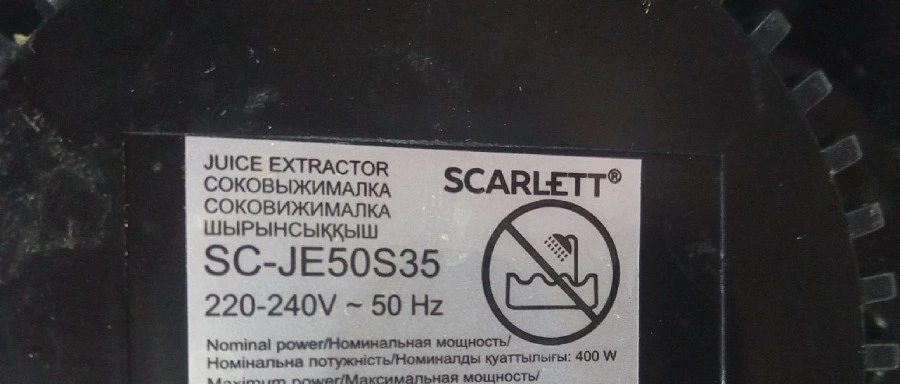 JUICE EXTRACTOR
СОКОВЫЖИМАЛКА
СОКОВИЖИМАЛКА
ШЫРЫНСЫҚҚЫШ
SCARLETT®
SC-JE50S35
220-240V ~ 50 Hz
Nominal power/Номинальная мощность/
Номінальна потужність/Номиналды қуаттылығы: 400 W
Maximum power/Максимальная мощность/